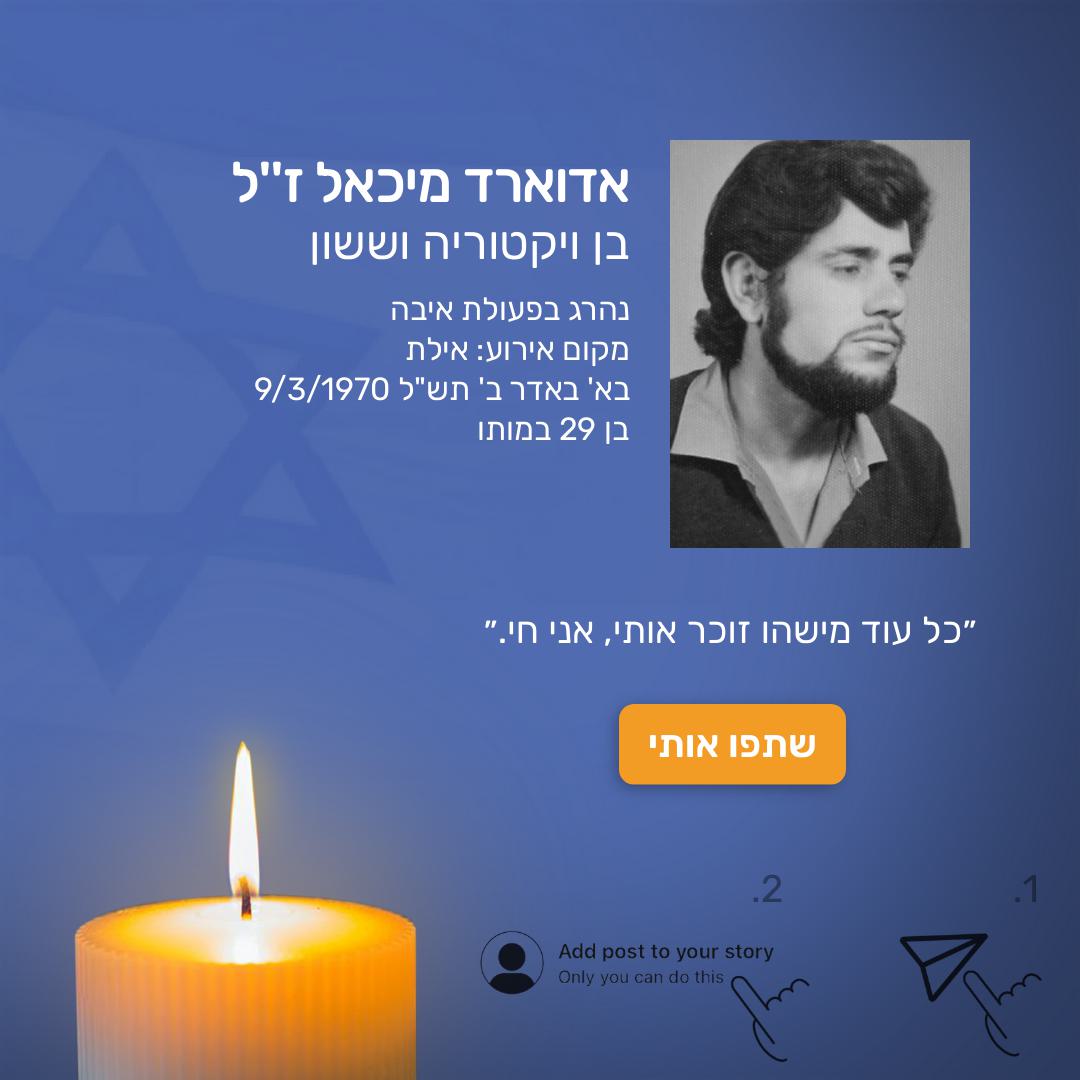 אדוארד מיכאל ז"ל
בן ויקטוריה וששון
נהרג בפעולת איבה
מקום אירוע: אילת
בא' באדר ב' תש"ל 9/3/1970
בן 29 במותו
״כל עוד מישהו זוכר אותי, אני חי.״
שתפו אותי
1.
2.
Add post to your story
Only you can do this